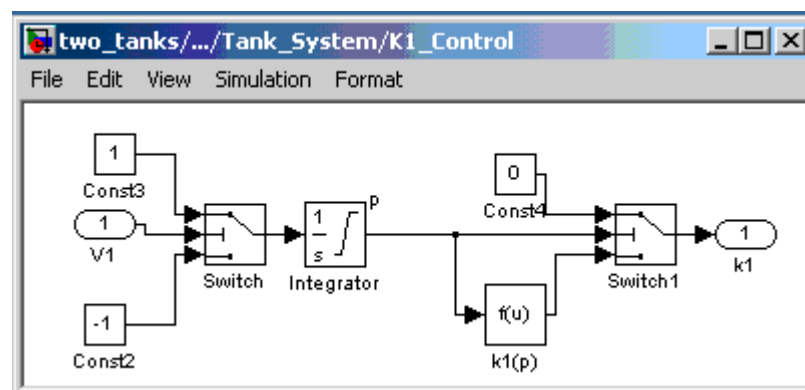 two_tanks/.../Tank_System/K1_Control
File Edit View Simulation Format
1
Const3
1
V1
-1
Const2
Switch
1
s
Integrator
p
0
Const4
f(u)
k1(p)
Switch1
1
k1